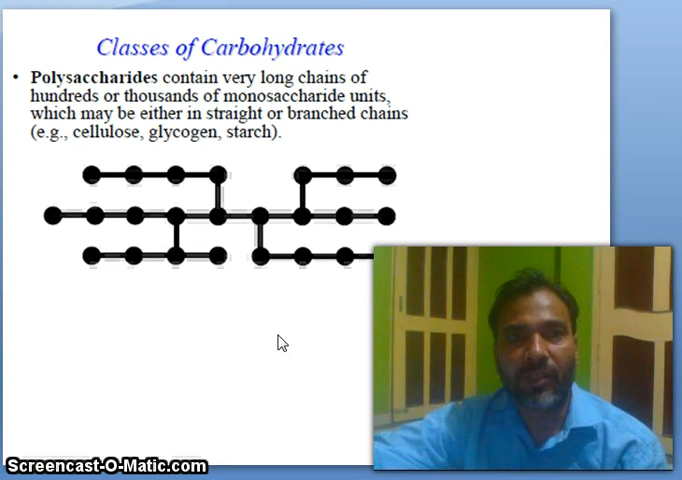 Classes of Carbohydrates
• Polysaccharides contain very long chains of
hundreds or thousands of monosaccharide units,
which may be either in straight or branched chains
(e.g., cellulose, glycogen, starch).
Screencast-O-Matic.com